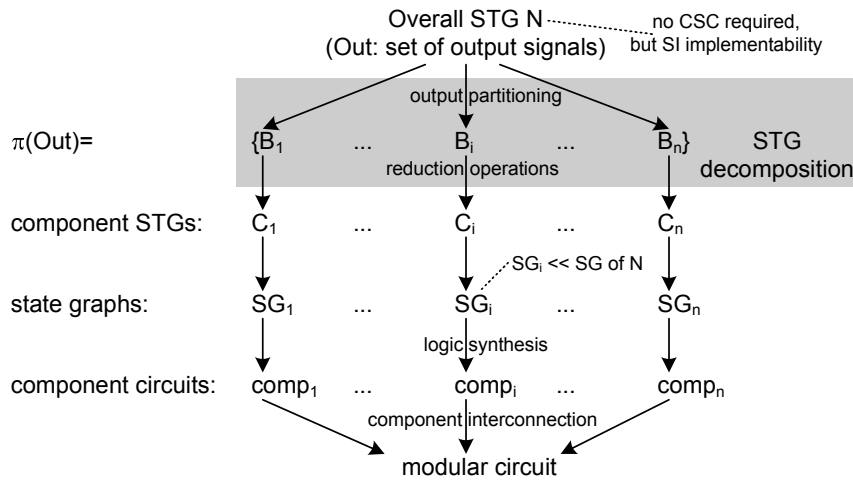 Overall STG N
(Out: set of output signals)
no CSC required,
but SI implementability
output partitioning
π(Out)= {B1 ... Bi ... Bn} STG
decomposition
reduction operations
component STGs: C1 ... Ci ... Cn
SGi << SG of N
state graphs: SG1 ... SGi ... SGn
logic synthesis
component circuits: comp1 ... compi ... compn
component interconnection
modular circuit